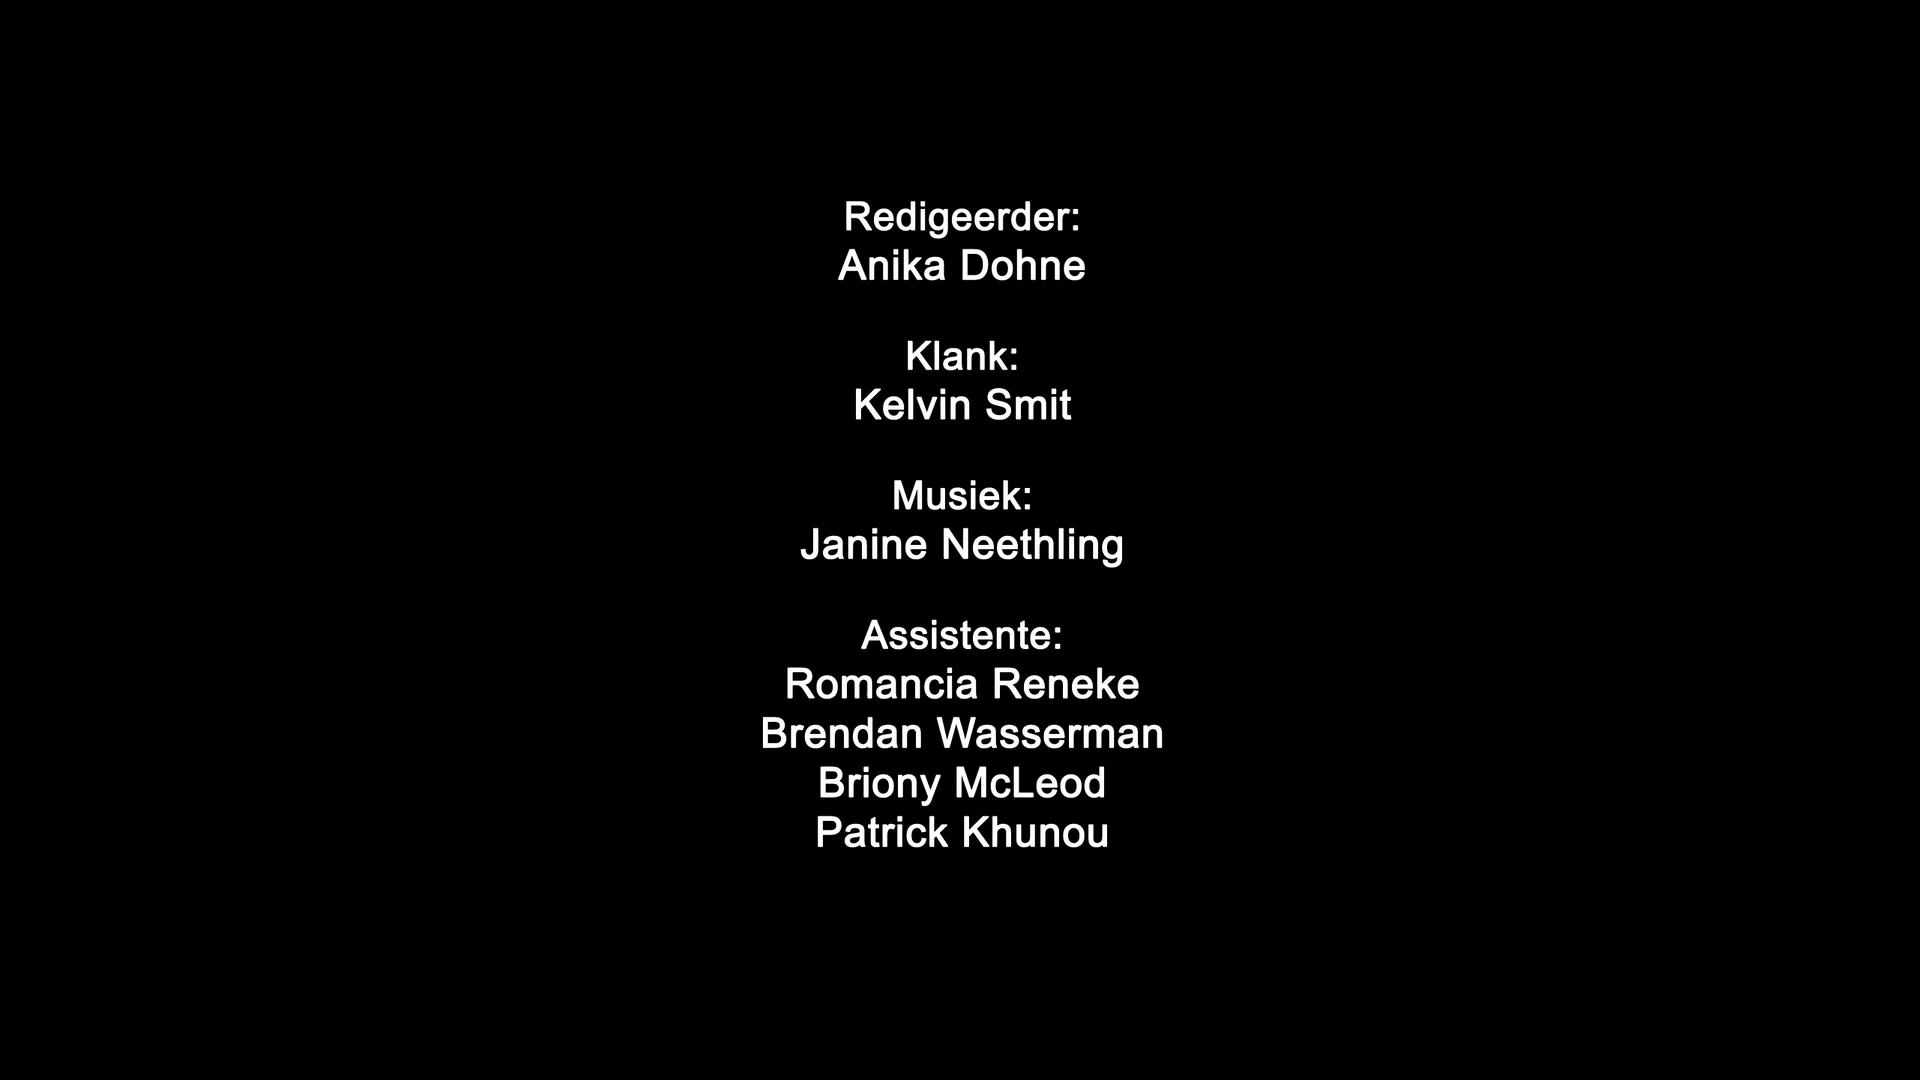 Redigeerder:
Anika Dohne
Klank:
Kelvin Smit
Musiek:
Janine Neethling
Assistente:
Romancia Reneke
Brendan Wasserman
Briony McLeod
Patrick Khunou